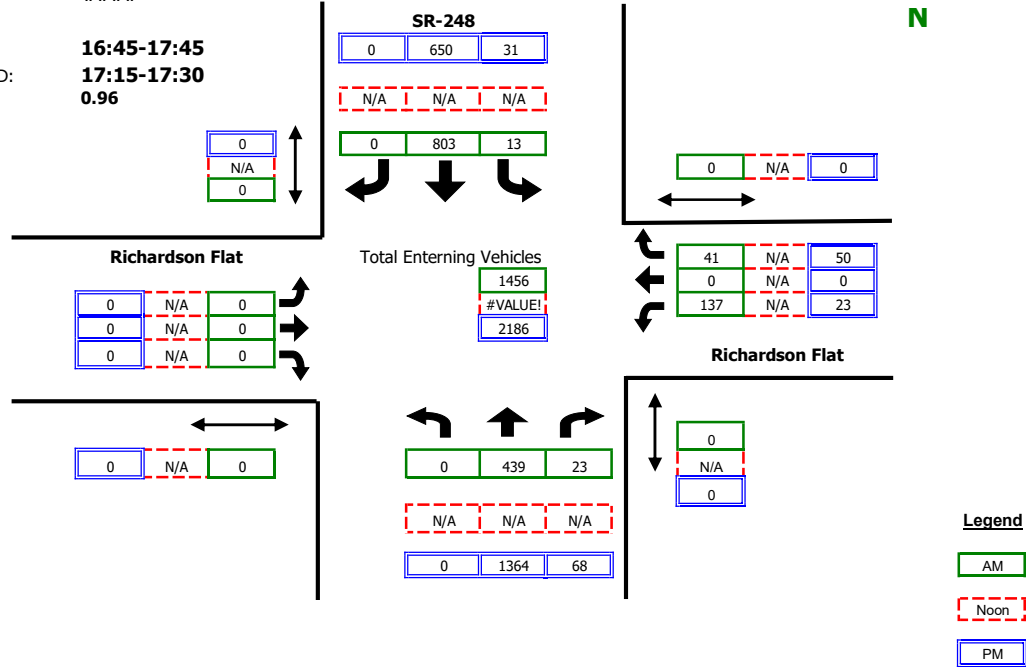 SR-248
N
0 650 31
16:45-17:45
D: 17:15-17:30
0.96
N/A N/A N/A
0
0 803 13
N/A
0 N/A 0
0
Richardson Flat
Total Enterning Vehicles
41 N/A 50
1456
0 N/A 0
0 N/A 0
#VALUE!
137 N/A 23
0 N/A 0
2186
0 N/A 0
Richardson Flat
0
0 N/A 0
0 439 23
N/A
0
N/A N/A N/A
Legend
0 1364 68
AM
Noon
PM